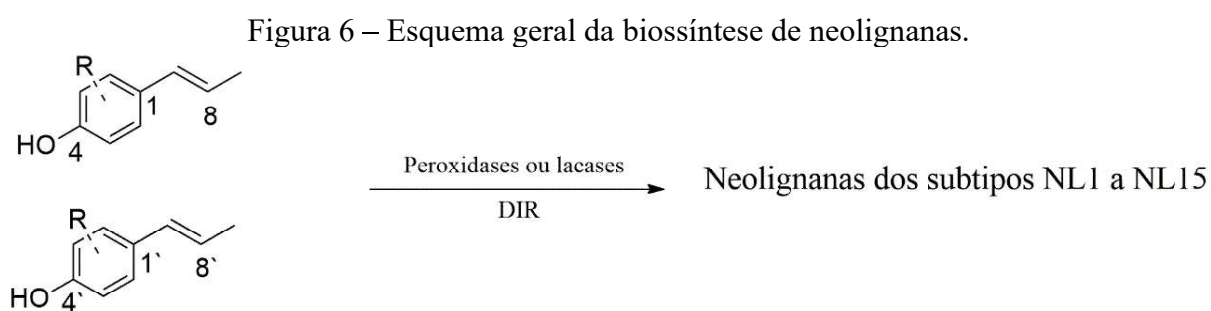 Figura 6 – Esquema geral da biossíntese de neolignanas.
R
1
8
HO 4
Peroxidases ou lacases
DIR
Neolignanas dos subtipos NL1 a NL15
R
1`
8`
HO 4`